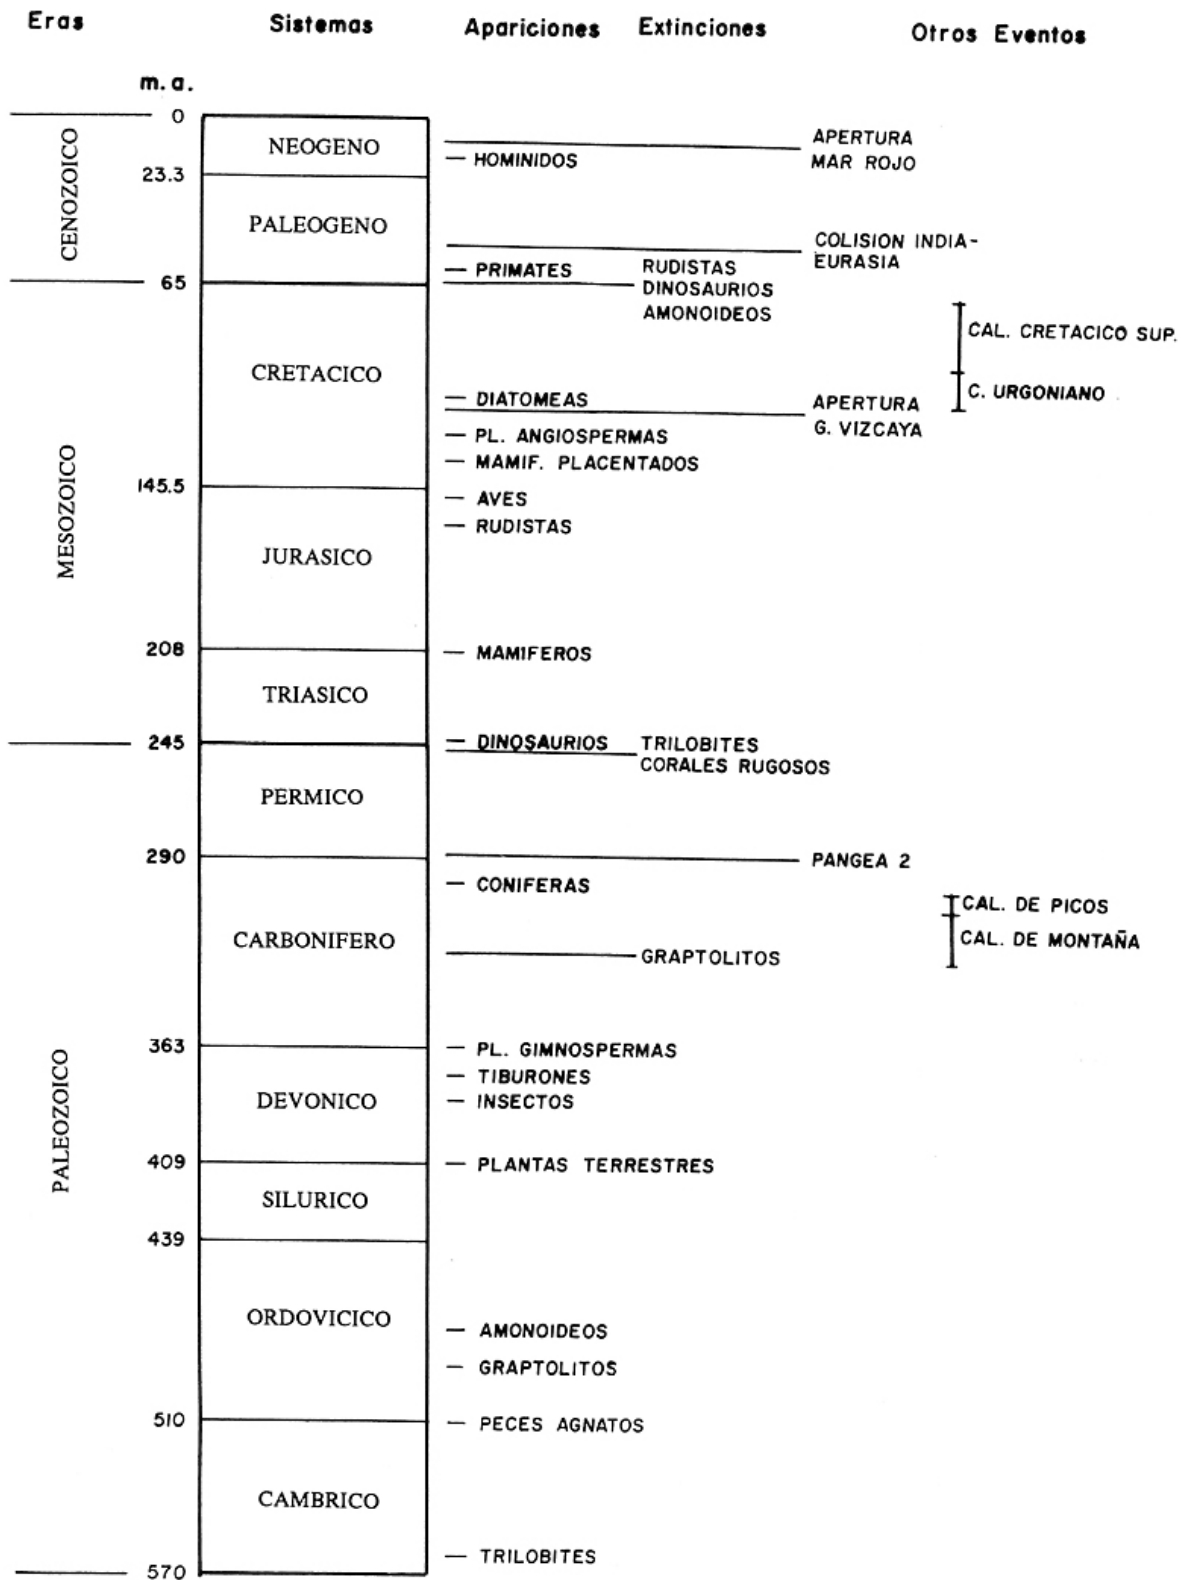 Eras Sistemas Apariciones Extinciones Otros Eventos
m.a.
0
NEOGENO
APERTURA
MAR ROJO
HOMINIDOS
23.3
CENOZOICO
PALEOGENO
COLISION INDIA-
EURASIA
PRIMATES
RUDISTAS
DINOSAURIOS
AMONOIDEOS
65
CAL. CRETACICO SUP.
CRETACICO
C. URGONIANO
DIATOMEAS
APERTURA
G. VIZCAYA
PL. ANGIOSPERMAS
MAMIF. PLACENTADOS
145.5
AVES
MESOZOICO
RUDISTAS
JURASICO
208
MAMIFEROS
TRIASICO
245
DINOSAURIOS
TRILOBITES
CORALES RUGOSOS
PERMICO
290
PANGEA 2
CONIFERAS
CAL. DE PICOS
CARBONIFERO
CAL. DE MONTAÑA
GRAPTOLITOS
363
PL. GIMNOSPERMAS
TIBURONES
DEVONICO
INSECTOS
PALEOZOICO
409
PLANTAS TERRESTRES
SILURICO
439
ORDOVICICO
AMONOIDEOS
GRAPTOLITOS
510
PECES AGNATOS
CAMBRICO
TRILOBITES
570